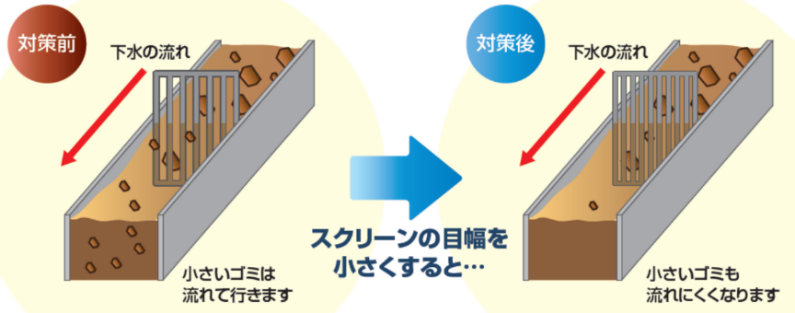 対策前
下水の流れ
小さいゴミは
流れて行きます
スクリーンの目幅を
小さくすると…
対策後
下水の流れ
小さいゴミも
流れにくくなります